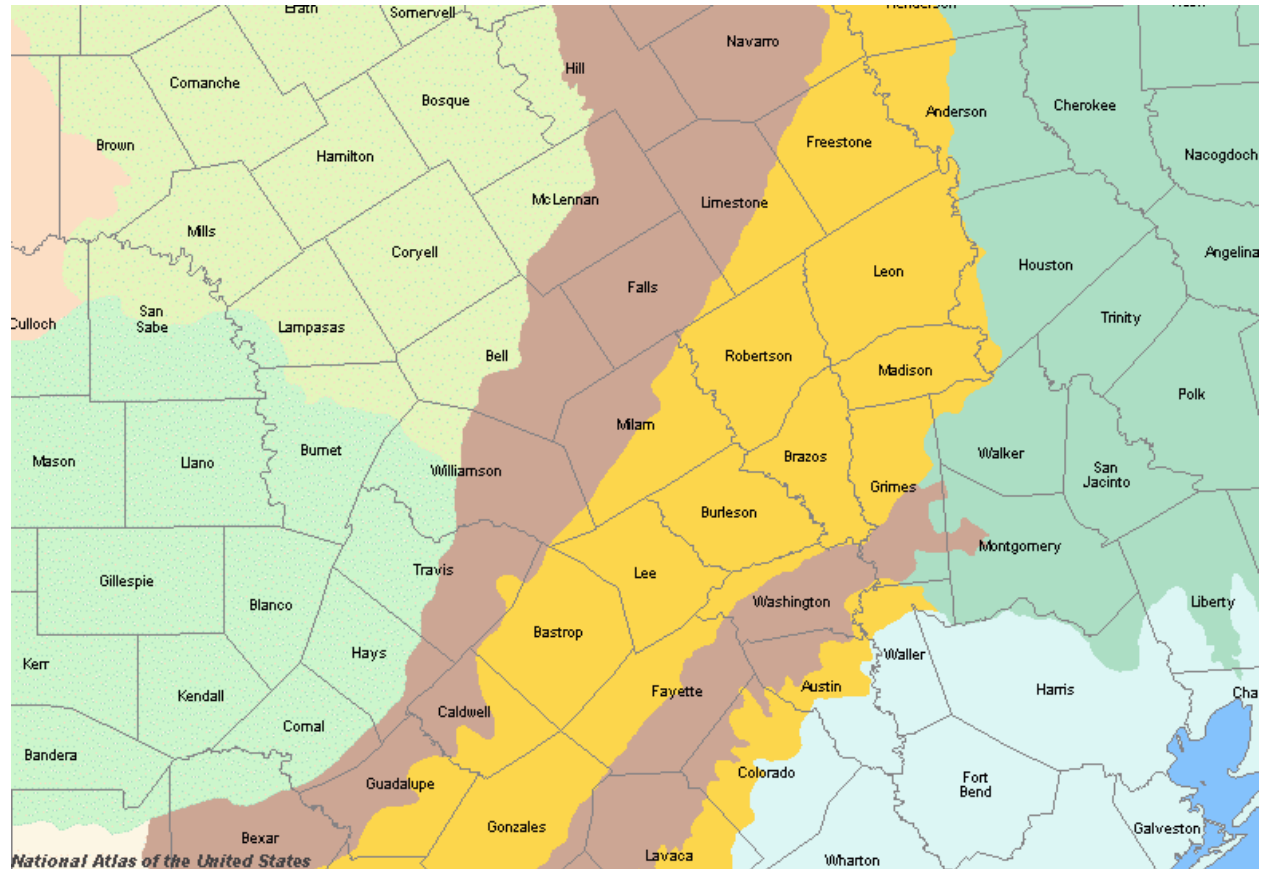 Erath
Somervell
Henderson
Navarro
Hill
Comanche
Bosque
Anderson
Cherokee
Brown
Hamilton
Freestone
Nacogdoch
McLennan
Limestone
Mills
Coryell
Leon
Houston
Angelina
Falls
San
Sabe
Culloch
Lampasas
Trinity
Bell
Robertson
Madison
Polk
Milam
Mason
Llano
Burnet
Williamson
Brazos
Walker
San
Jacinto
Grimes
Burleson
Montgomery
Gillespie
Travis
Lee
Blanco
Washington
Liberty
Bastrop
Kerr
Hays
Waller
Kendall
Fayette
Austin
Harris
Cha
Caldwell
Comal
Bandera
Guadalupe
Colorado
Fort
Bend
Gonzales
Galveston
Bexar
Lavaca
Wharton
National Atlas of the United States